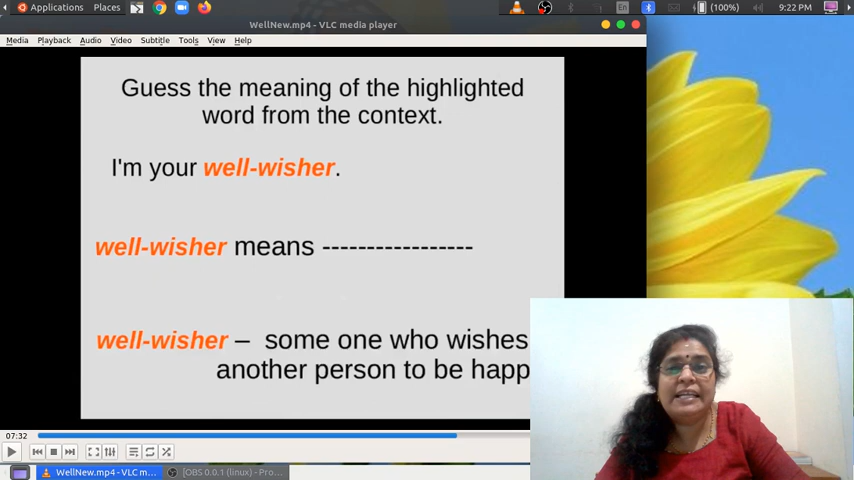 Applications Places En (100%) 9:22 PM
WellNew.mp4 - VLC media player
Media Playback Audio Video Subtitle Tools View Help
Guess the meaning of the highlighted
word from the context.
I'm your well-wisher.
well-wisher means -----------------
well-wisher – some one who wishes
another person to be happ
07:32
WellNew.mp4 - VLC m... [OBS 0.0.1 (linux) - Pro...